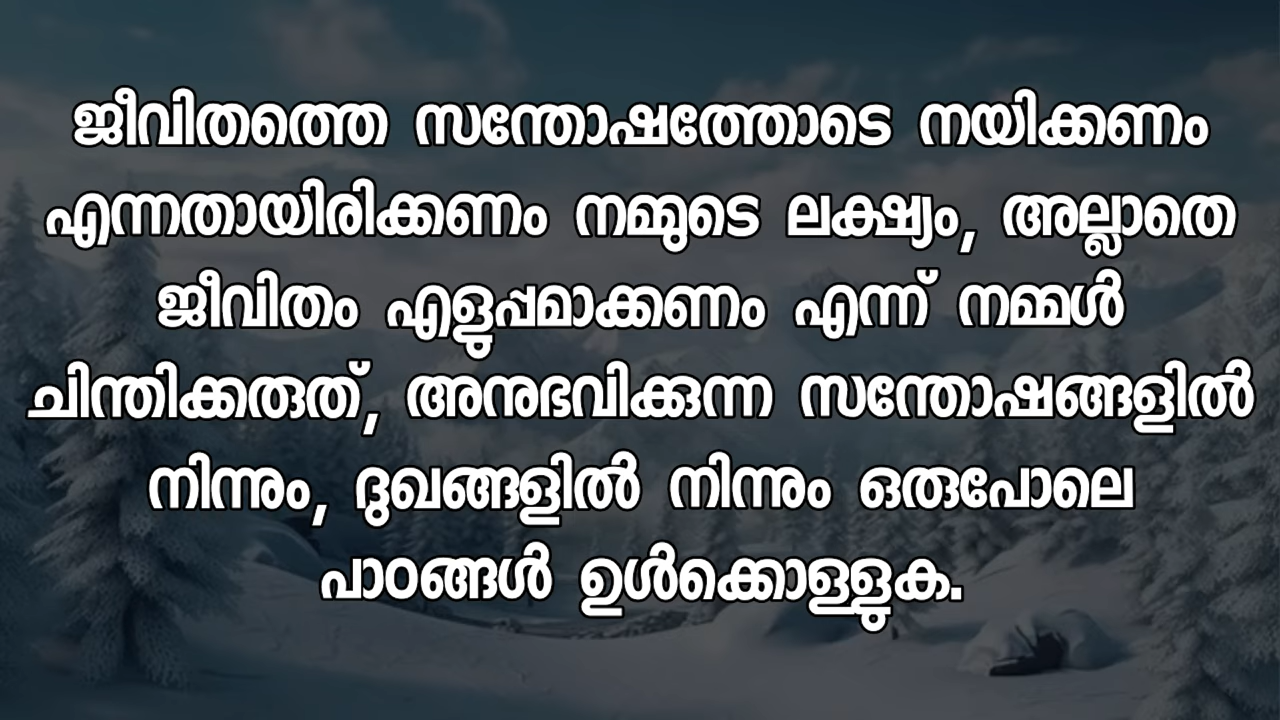 ജീവിതത്തെ സന്തോഷത്തോടെ നയിക്കണം
എന്നതായിരിക്കണം നമ്മുടെ ലക്ഷ്യം, അല്ലാതെ
ജീവിതം എളുപ്പമാക്കണം എന്ന് നമ്മൾ
ചിന്തിക്കരുത്, അനുഭവിക്കുന്ന സന്തോഷങ്ങളിൽ
നിന്നും, ദുഖങ്ങളിൽ നിന്നും ഒരുപോലെ
പാഠങ്ങൾ ഉൾക്കൊള്ളുക.